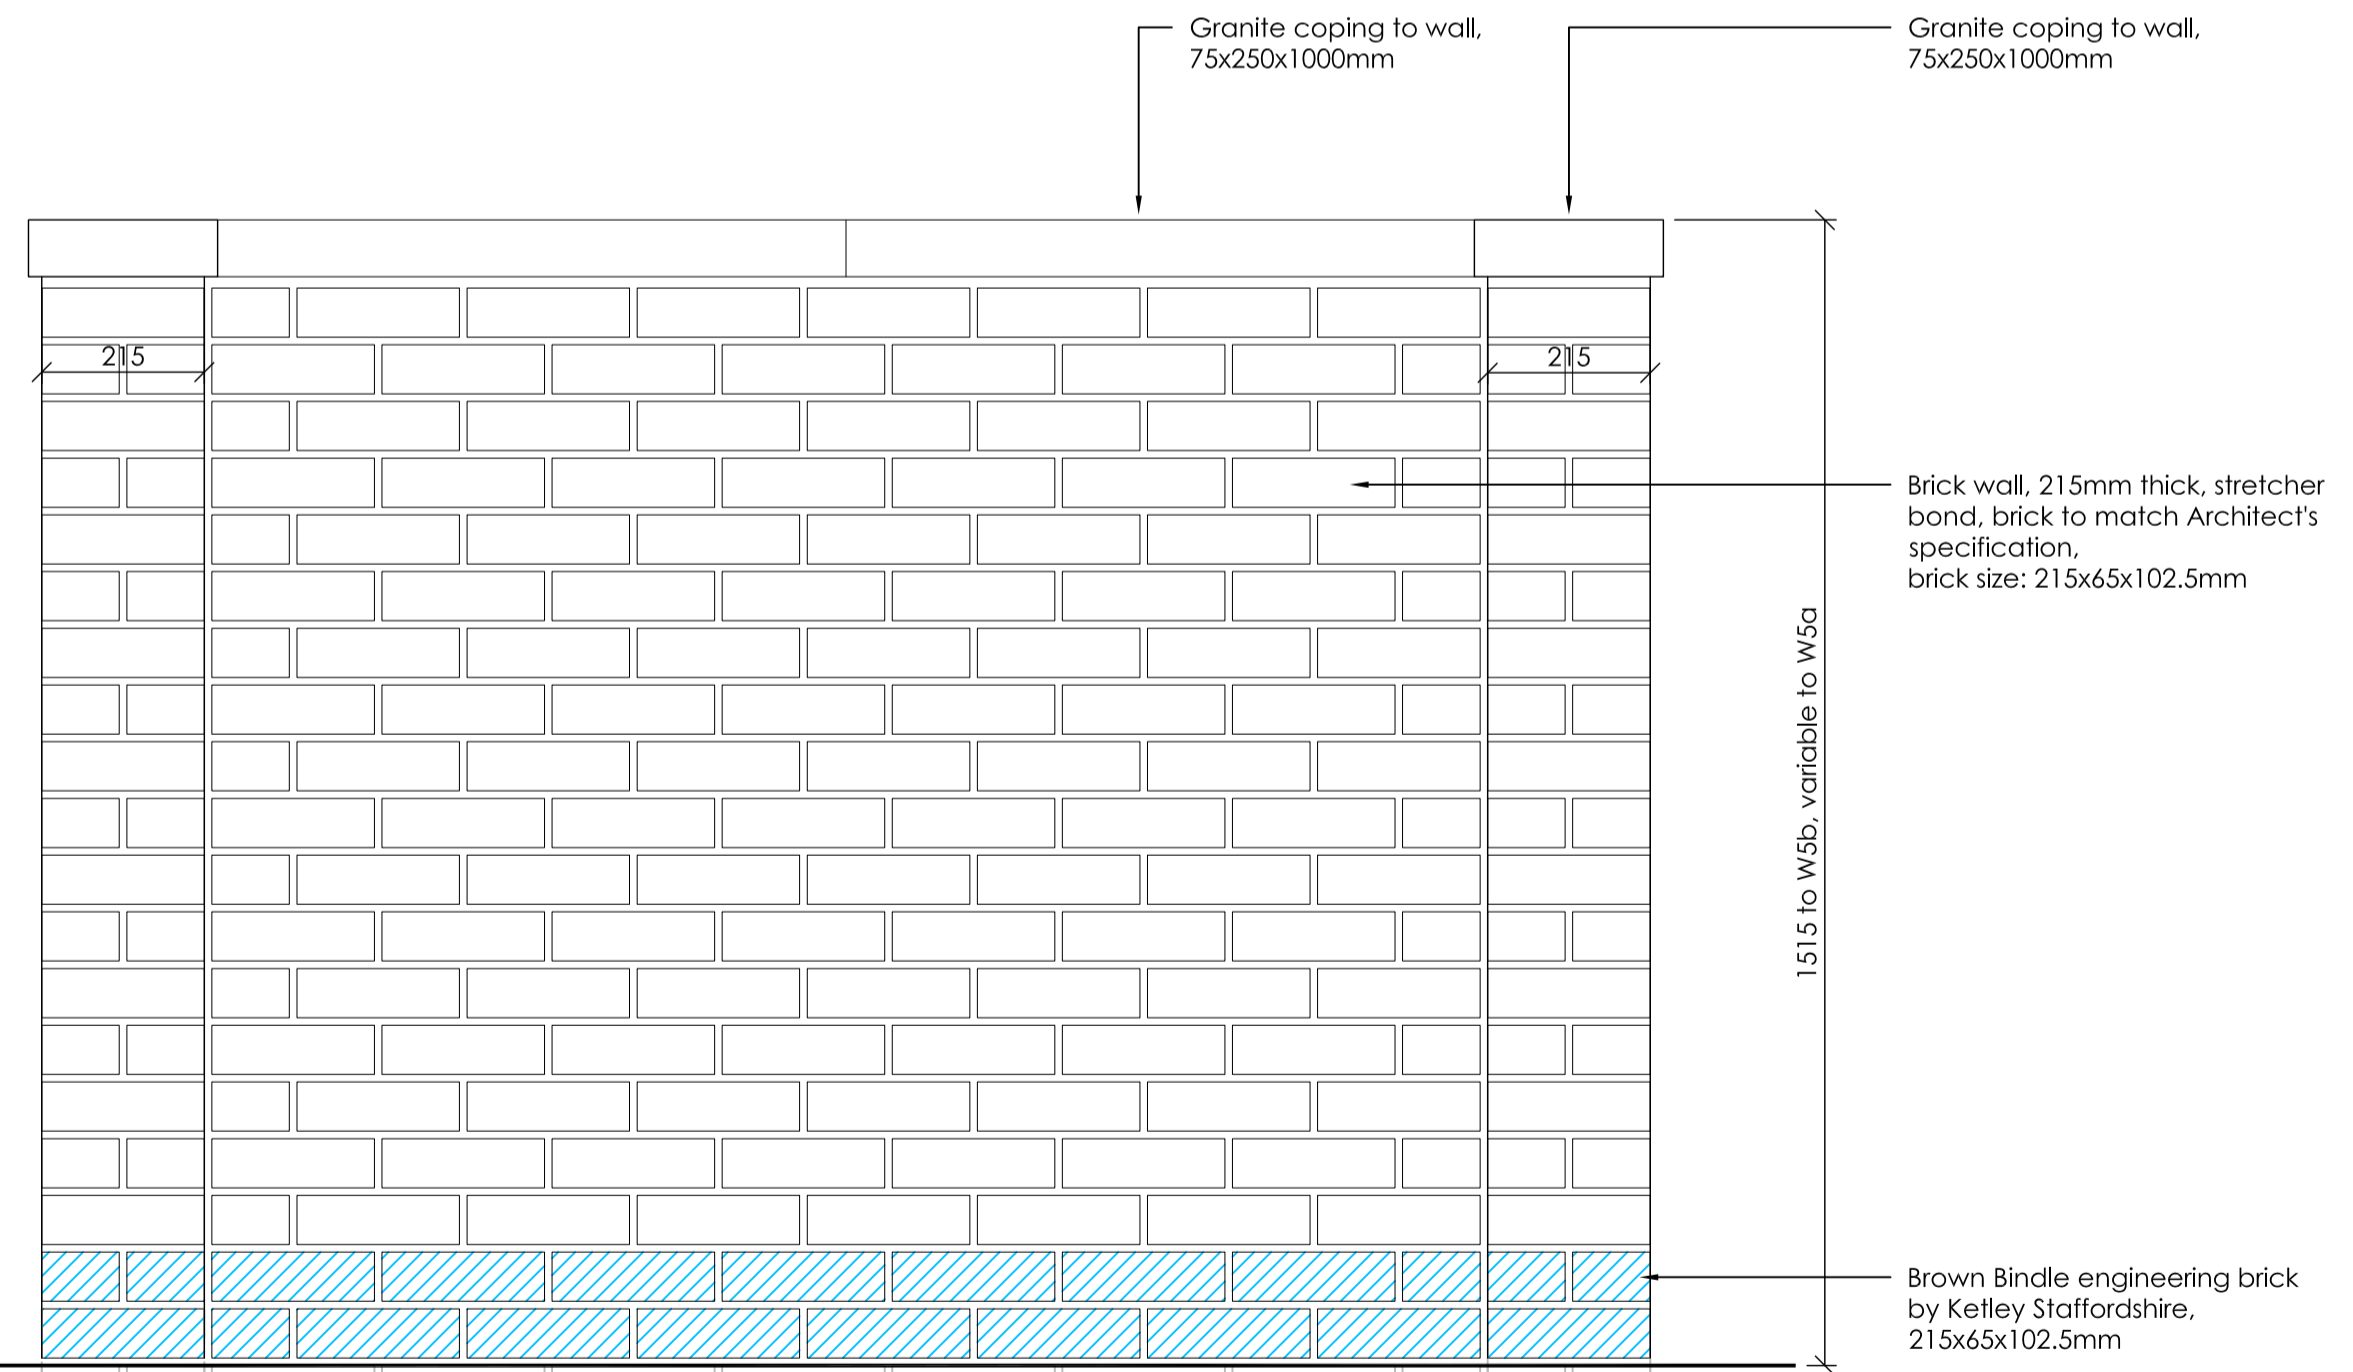 Granite coping to wall,
75x250x1000mm
Granite coping to wall,
75x250x1000mm
215
215
Brick wall, 215mm thick, stretcher
bond, brick to match Architect's
specification,
brick size: 215x65x102.5mm
1515 to W5b, variable to W5a
Brown Bindle engineering brick
by Ketley Staffordshire,
215x65x102.5mm